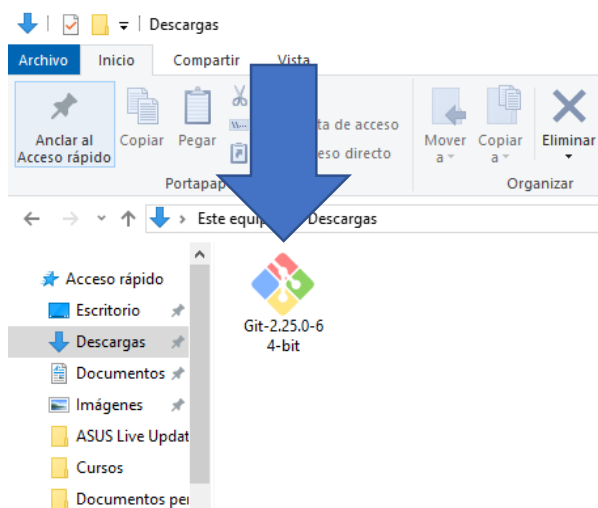 Descargas
Archivo Inicio Compartir Vista
Anclar al
Acceso rápido
Copiar
Pegar
ta de acceso
eso directo
Mover
a
Copiar
a
Eliminar
Portapap
Organizar
Este equip Descargas
Acceso rápido
Escritorio
Descargas
Documentos
Imágenes
ASUS Live Updat
Cursos
Documentos per
Git-2.25.0-6
4-bit